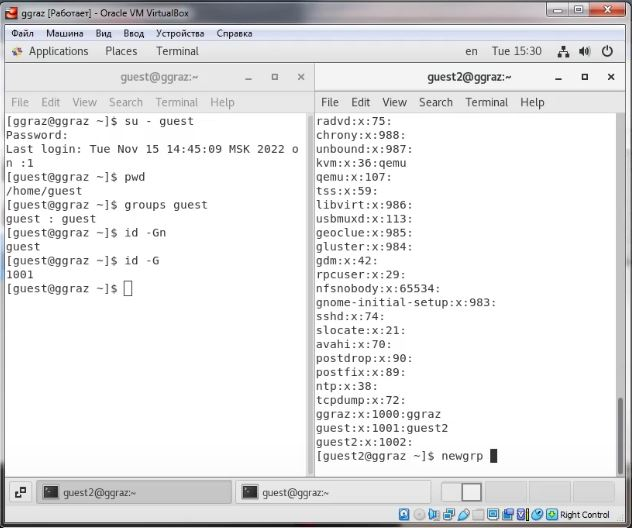 ggraz [Работает] - Oracle VM VirtualBox
Файл Машина Вид Ввод Устройства Справка
Applications Places Terminal en Tue 15:30
guest@ggraz:~
File Edit View Search Terminal Help
[ggraz@ggraz ~]$ su - guest
Password:
Last login: Tue Nov 15 14:45:09 MSK 2022 o
n :1
[guest@ggraz ~]$ pwd
/home/guest
[guest@ggraz ~]$ groups guest
guest : guest
[guest@ggraz ~]$ id -Gn
guest
[guest@ggraz ~]$ id -G
1001
[guest@ggraz ~]$
guest2@ggraz:~
File Edit View Search Terminal Help
radvd:x:75:
chrony:x:988:
unbound:x:987:
kvm:x:36:qemu
qemu:x:107:
tss:x:59:
libvirt:x:986:
usbmuxd:x:113:
geoclue:x:985:
gluster:x:984:
gdm:x:42:
rpcuser:x:29:
nfsnobody:x:65534:
gnome-initial-setup:x:983:
sshd:x:74:
slocate:x:21:
avahi:x:70:
postdrop:x:90:
postfix:x:89:
ntp:x:38:
tcpdump:x:72:
ggraz:x:1000:ggraz
guest:x:1001:guest2
guest2:x:1002:
[guest2@ggraz ~]$ newgrp
guest2@ggraz:~ guest@ggraz:~
Right Control